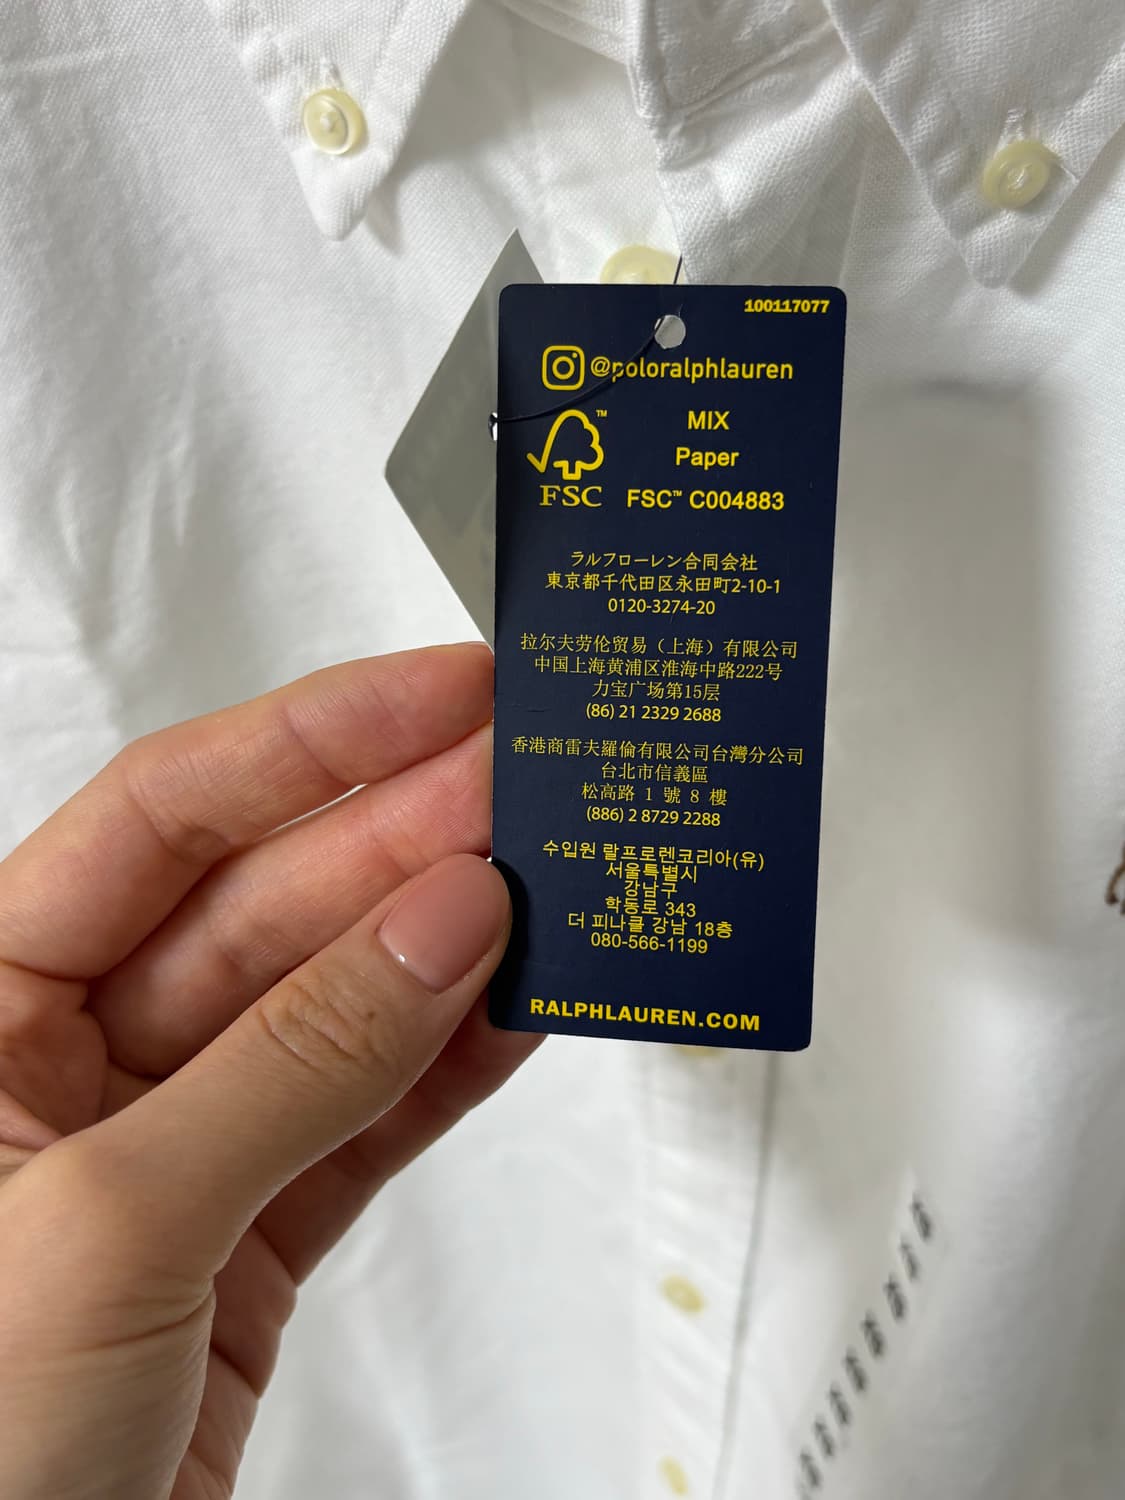 100117077
@poloralphlauren
™
MIX
Paper
FSC
FSC™ C004883
ラルフローレン合同会社
東京都千代田区永田町2-10-1
0120-3274-20
拉尔夫劳伦贸易（上海）有限公司
中国上海黄浦区淮海中路222号
力宝广场第15层
(86) 21 2329 2688
香港商雷夫羅倫有限公司台灣分公司
台北市信義區
松高路 1 號 8 樓
(886) 2 8729 2288
수입원 랄프로렌코리아(유)
서울특별시
강남구
학동로 343
더 피나클 강남 18층
080-566-1199
RALPHLAUREN.COM